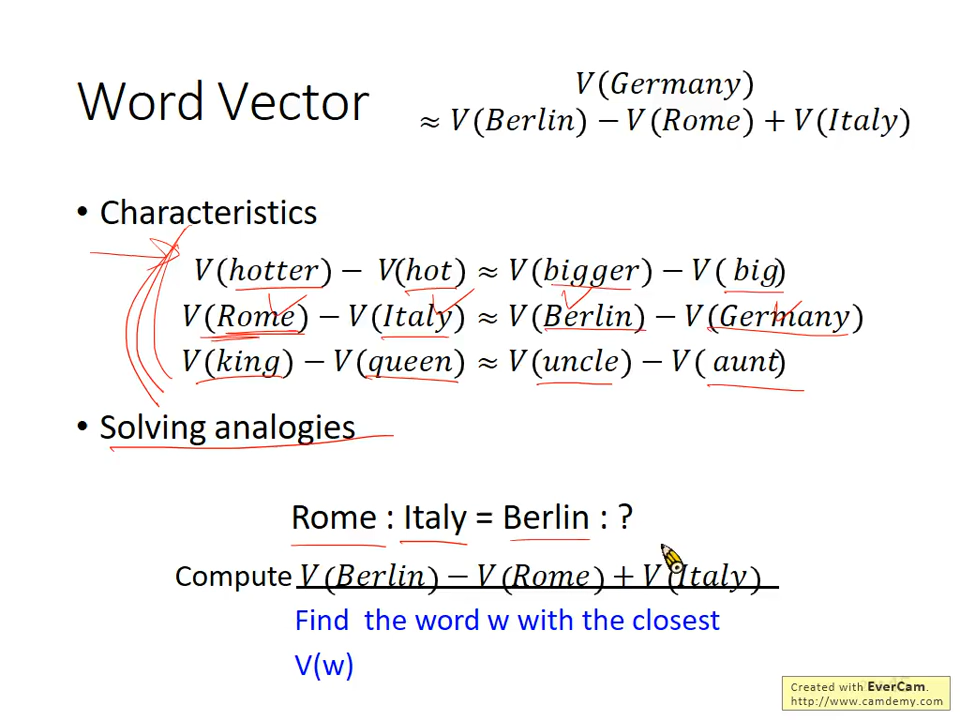 Word Vector
V(Germany)
≈ V(Berlin) − V(Rome) + V(Italy)
• Characteristics
V(hotter) − V(hot) ≈ V(bigger) − V( big)
V(Rome) − V(Italy) ≈ V(Berlin) − V(Germany)
V(king) − V(queen) ≈ V(uncle) − V( aunt)
• Solving analogies
Rome : Italy = Berlin : ?
Compute V(Berlin) − V(Rome) + V(Italy)
Find the word w with the closest
V(w)
Created with EverCam.
http://www.camdemy.com